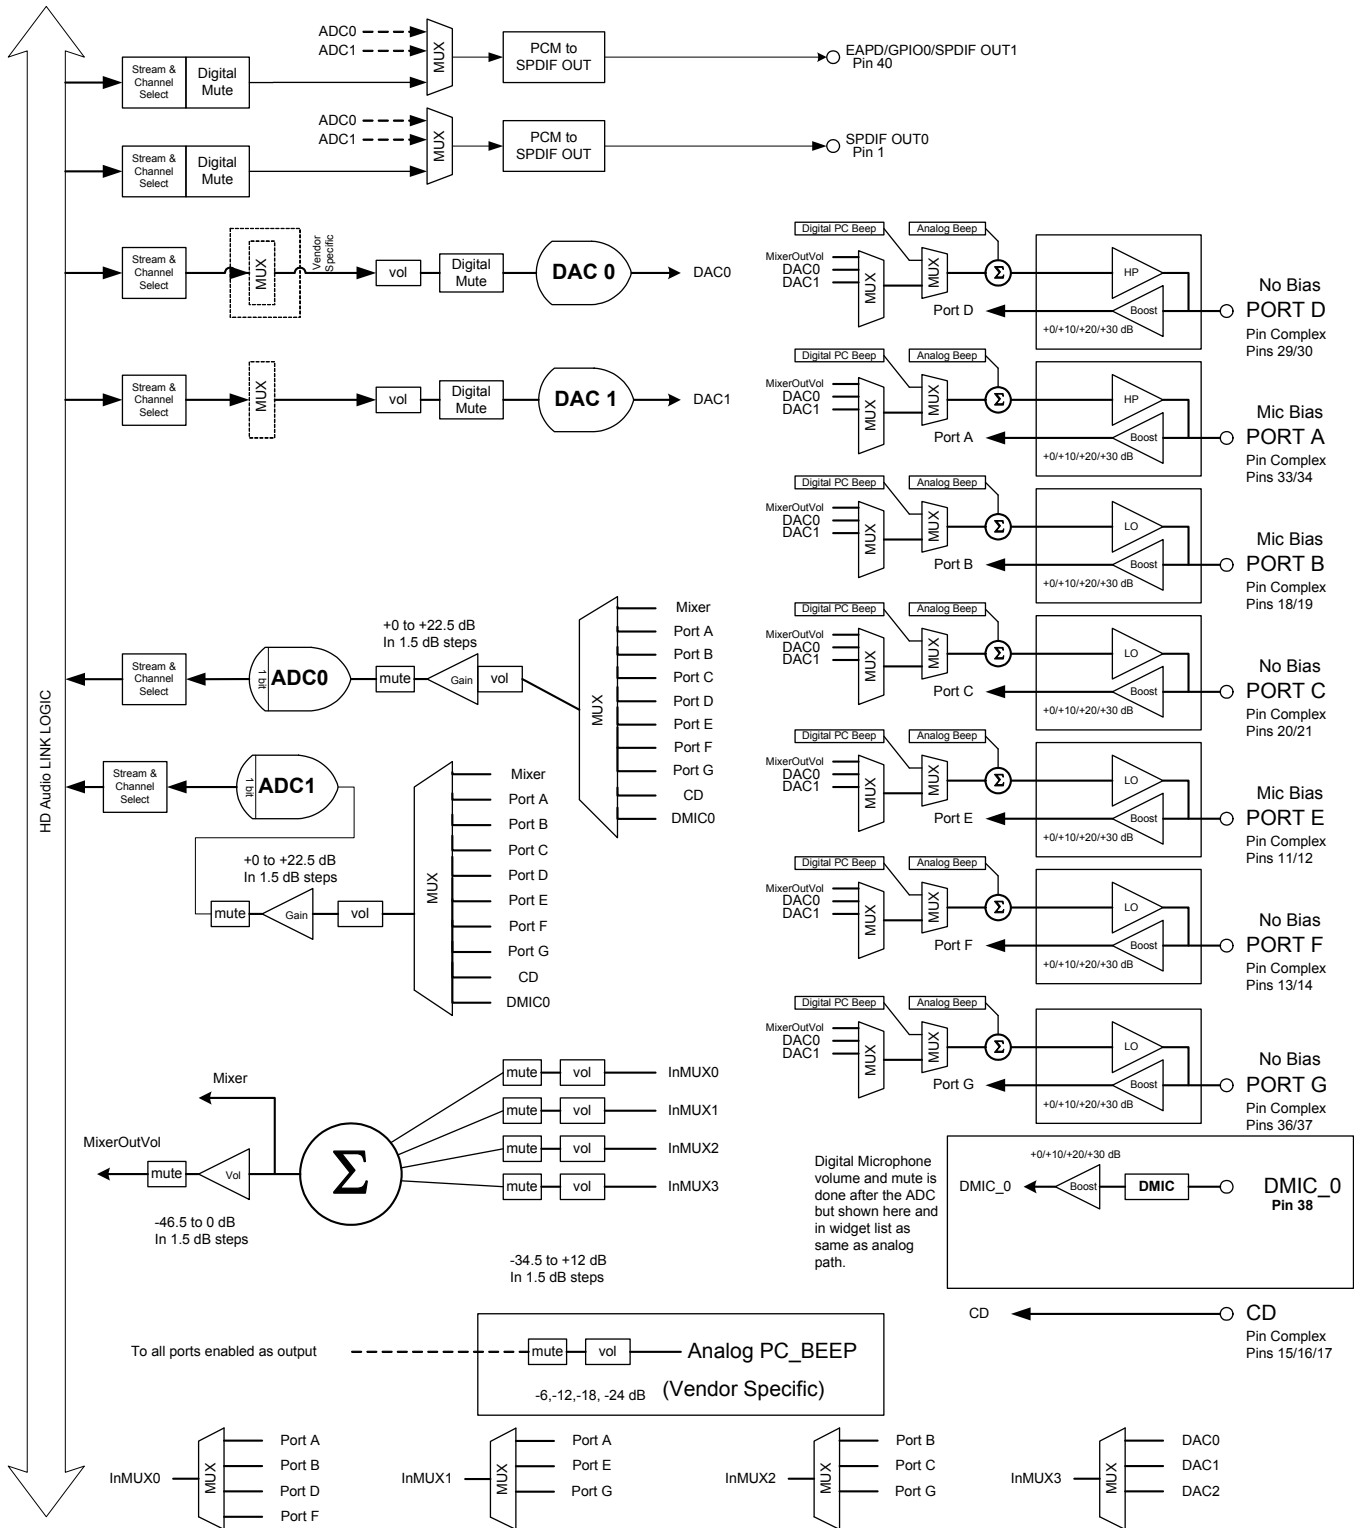 HD Audio LINK LOGIC
ADC0
ADC1
MUX
Stream &
Channel
Select
Digital
Mute
PCM to
SPDIF OUT
EAPD/GPIO0/SPDIF OUT1
Pin 40
ADC0
ADC1
MUX
Stream &
Channel
Select
Digital
Mute
PCM to
SPDIF OUT
SPDIF OUT0
Pin 1
Stream &
Channel
Select
MUX
Vendor
Specific
vol
Digital
Mute
DAC 0
DAC0
Stream &
Channel
Select
MUX
vol
Digital
Mute
DAC 1
DAC1
Digital PC Beep
Analog Beep
MixerOutVol
DAC0
DAC1
MUX
MUX
Σ
HP
Port D
Boost
+0/+10/+20/+30 dB
No Bias
PORT D
Pin Complex
Pins 29/30
Digital PC Beep
Analog Beep
MixerOutVol
DAC0
DAC1
MUX
MUX
Σ
HP
Port A
Boost
+0/+10/+20/+30 dB
Mic Bias
PORT A
Pin Complex
Pins 33/34
Digital PC Beep
Analog Beep
MixerOutVol
DAC0
DAC1
MUX
MUX
Σ
LO
Port B
Boost
+0/+10/+20/+30 dB
Mic Bias
PORT B
Pin Complex
Pins 18/19
Digital PC Beep
Analog Beep
MixerOutVol
DAC0
DAC1
MUX
MUX
Σ
LO
Port C
Boost
+0/+10/+20/+30 dB
No Bias
PORT C
Pin Complex
Pins 20/21
Digital PC Beep
Analog Beep
MixerOutVol
DAC0
DAC1
MUX
MUX
Σ
LO
Port E
Boost
+0/+10/+20/+30 dB
Mic Bias
PORT E
Pin Complex
Pins 11/12
Digital PC Beep
Analog Beep
MixerOutVol
DAC0
DAC1
MUX
MUX
Σ
LO
Port F
Boost
+0/+10/+20/+30 dB
No Bias
PORT F
Pin Complex
Pins 13/14
Digital PC Beep
Analog Beep
MixerOutVol
DAC0
DAC1
MUX
MUX
Σ
LO
Port G
Boost
+0/+10/+20/+30 dB
No Bias
PORT G
Pin Complex
Pins 36/37
Stream &
Channel
Select
1 bit
ADC0
+0 to +22.5 dB
In 1.5 dB steps
mute
Gain
vol
MUX
Mixer
Port A
Port B
Port C
Port D
Port E
Port F
Port G
CD
DMIC0
Stream &
Channel
Select
1 bit
ADC1
+0 to +22.5 dB
In 1.5 dB steps
mute
Gain
vol
MUX
Mixer
Port A
Port B
Port C
Port D
Port E
Port F
Port G
CD
DMIC0
Mixer
MixerOutVol
mute
Vol
-46.5 to 0 dB
In 1.5 dB steps
Σ
mute
vol
InMUX0
mute
vol
InMUX1
mute
vol
InMUX2
mute
vol
InMUX3
-34.5 to +12 dB
In 1.5 dB steps
Digital Microphone
volume and mute is
done after the ADC
but shown here and
in widget list as
same as analog
path.
+0/+10/+20/+30 dB
DMIC_0
Boost
DMIC
DMIC_0
Pin 38
CD
CD
Pin Complex
Pins 15/16/17
To all ports enabled as output
mute
vol
Analog PC_BEEP
-6,-12,-18, -24 dB
(Vendor Specific)
InMUX0
MUX
Port A
Port B
Port D
Port F
InMUX1
MUX
Port A
Port E
Port G
InMUX2
MUX
Port B
Port C
Port G
InMUX3
MUX
DAC0
DAC1
DAC2